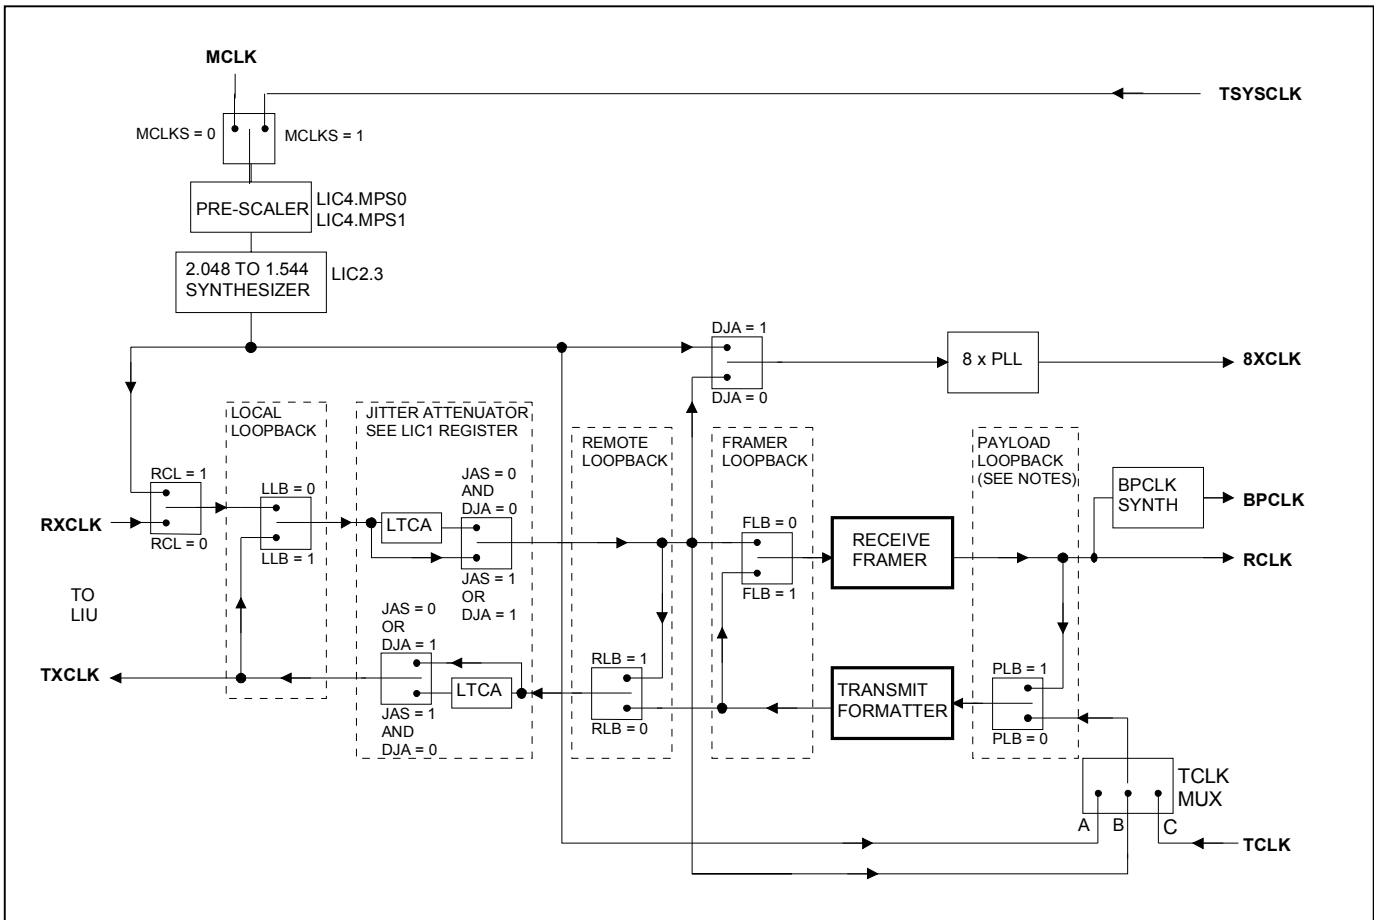 MCLK
TSYSCLK
MCLKS = 0
MCLKS = 1
PRE-SCALER
LIC4.MPS0
LIC4.MPS1
2.048 TO 1.544
SYNTHESIZER
LIC2.3
DJA = 1
DJA = 0
8 x PLL
8XCLK
LOCAL
LOOPBACK
JITTER ATTENUATOR
SEE LIC1 REGISTER
REMOTE
LOOPBACK
FRAMER
LOOPBACK
PAYLOAD
LOOPBACK
(SEE NOTES)
BPCLK
SYNTH
BPCLK
RCL = 1
RXCLK
RCL = 0
LLB = 0
LLB = 1
LTCA
JAS = 0
AND
DJA = 0
JAS = 1
OR
DJA = 1
FLB = 0
FLB = 1
RECEIVE
FRAMER
RCLK
TO
LIU
TXCLK
JAS = 0
OR
DJA = 1
LTCA
JAS = 1
AND
DJA = 0
RLB = 1
RLB = 0
TRANSMIT
FORMATTER
PLB = 1
PLB = 0
TCLK
MUX
A
B
C
TCLK